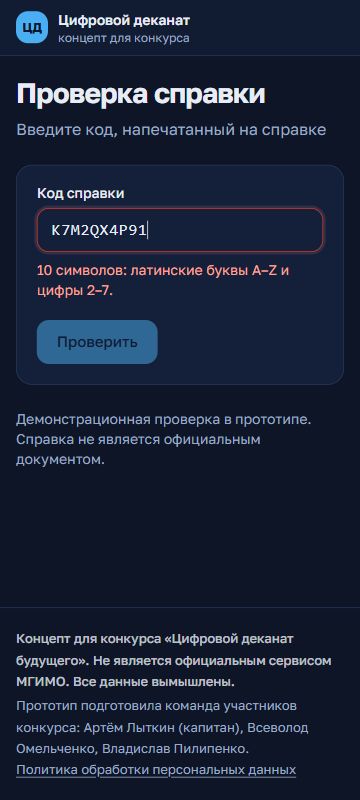 ЦД
Цифровой деканат
концепт для конкурса
Проверка справки
Введите код, напечатанный на справке
Код справки
K7M2QX4P91
10 символов: латинские буквы A–Z и
цифры 2–7.
Проверить
Демонстрационная проверка в прототипе.
Справка не является официальным
документом.
Концепт для конкурса «Цифровой деканат
будущего». Не является официальным сервисом
МГИМО. Все данные вымышлены.
Прототип подготовила команда участников
конкурса: Артём Лыткин (капитан), Всеволод
Омельченко, Владислав Пилипенко.
Политика обработки персональных данных